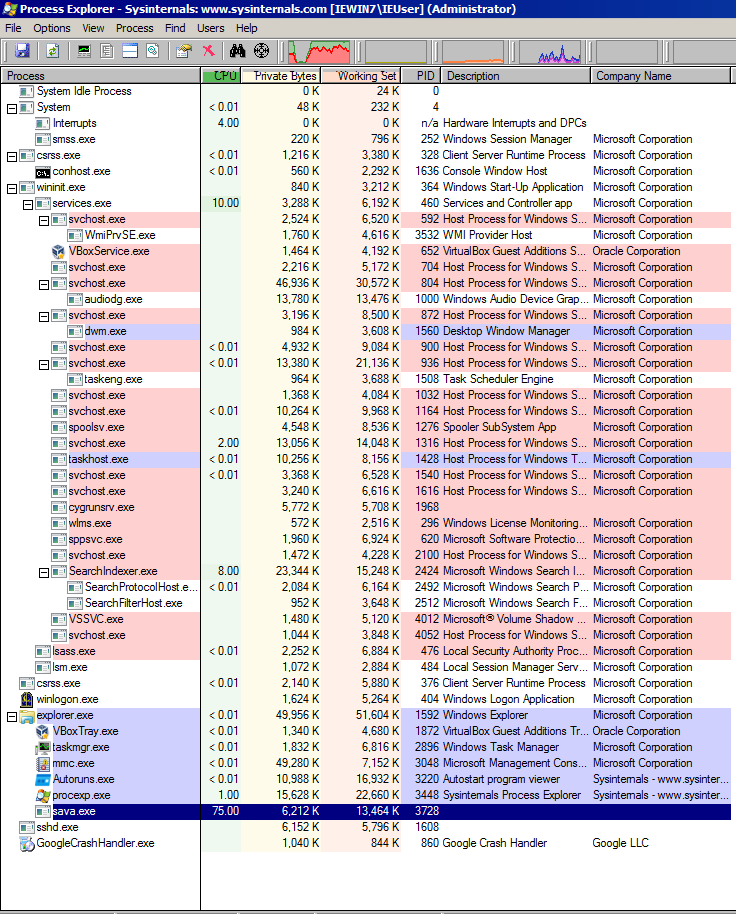 Process Explorer - Sysinternals: www.sysinternals.com [IEWIN7\IEUser] (Administrator)
File Options View Process Find Users Help
Process CPU Private Bytes Working Set PID Description Company Name
System Idle Process 0 K 24 K 0
System < 0.01 48 K 232 K 4
Interrupts 4.00 0 K 0 K n/a Hardware Interrupts and DPCs
smss.exe 220 K 796 K 252 Windows Session Manager Microsoft Corporation
csrss.exe < 0.01 1,216 K 3,380 K 328 Client Server Runtime Process Microsoft Corporation
conhost.exe < 0.01 560 K 2,292 K 1636 Console Window Host Microsoft Corporation
wininit.exe 840 K 3,212 K 364 Windows Start-Up Application Microsoft Corporation
services.exe 10.00 3,288 K 6,192 K 460 Services and Controller app Microsoft Corporation
svchost.exe 2,524 K 6,520 K 592 Host Process for Windows S... Microsoft Corporation
WmiPrvSE.exe 1,760 K 4,616 K 3532 WMI Provider Host Microsoft Corporation
VBoxService.exe 1,464 K 4,192 K 652 VirtualBox Guest Additions S... Oracle Corporation
svchost.exe 2,216 K 5,172 K 704 Host Process for Windows S... Microsoft Corporation
svchost.exe 46,936 K 30,572 K 804 Host Process for Windows S... Microsoft Corporation
audiodg.exe 13,780 K 13,476 K 1000 Windows Audio Device Grap... Microsoft Corporation
svchost.exe 3,196 K 8,500 K 872 Host Process for Windows S... Microsoft Corporation
dwm.exe 984 K 3,608 K 1560 Desktop Window Manager Microsoft Corporation
svchost.exe < 0.01 4,932 K 9,084 K 900 Host Process for Windows S... Microsoft Corporation
svchost.exe < 0.01 13,380 K 21,136 K 936 Host Process for Windows S... Microsoft Corporation
taskeng.exe 964 K 3,688 K 1508 Task Scheduler Engine Microsoft Corporation
svchost.exe 1,368 K 4,084 K 1032 Host Process for Windows S... Microsoft Corporation
svchost.exe < 0.01 10,264 K 9,968 K 1164 Host Process for Windows S... Microsoft Corporation
spoolsv.exe 4,548 K 8,536 K 1276 Spooler SubSystem App Microsoft Corporation
svchost.exe 2.00 13,056 K 14,048 K 1316 Host Process for Windows S... Microsoft Corporation
taskhost.exe < 0.01 10,256 K 8,156 K 1428 Host Process for Windows T... Microsoft Corporation
svchost.exe < 0.01 3,368 K 6,528 K 1540 Host Process for Windows S... Microsoft Corporation
svchost.exe 3,240 K 6,616 K 1616 Host Process for Windows S... Microsoft Corporation
cygrunsrv.exe 5,772 K 5,708 K 1968
wlms.exe 572 K 2,516 K 296 Windows License Monitoring... Microsoft Corporation
sppsvc.exe 1,960 K 6,924 K 620 Microsoft Software Protectio... Microsoft Corporation
svchost.exe 1,472 K 4,228 K 2100 Host Process for Windows S... Microsoft Corporation
SearchIndexer.exe 8.00 23,344 K 15,248 K 2424 Microsoft Windows Search I... Microsoft Corporation
SearchProtocolHost.e... < 0.01 2,084 K 6,164 K 2492 Microsoft Windows Search P... Microsoft Corporation
SearchFilterHost.exe 952 K 3,648 K 2512 Microsoft Windows Search F... Microsoft Corporation
VSSVC.exe 1,480 K 5,120 K 4012 Microsoft® Volume Shadow ... Microsoft Corporation
svchost.exe 1,044 K 3,848 K 4052 Host Process for Windows S... Microsoft Corporation
lsass.exe < 0.01 2,252 K 6,884 K 476 Local Security Authority Proc... Microsoft Corporation
lsm.exe 1,072 K 2,884 K 484 Local Session Manager Serv... Microsoft Corporation
csrss.exe < 0.01 2,140 K 5,880 K 376 Client Server Runtime Process Microsoft Corporation
winlogon.exe 1,624 K 5,264 K 404 Windows Logon Application Microsoft Corporation
explorer.exe < 0.01 49,956 K 51,604 K 1592 Windows Explorer Microsoft Corporation
VBoxTray.exe < 0.01 1,340 K 4,680 K 1872 VirtualBox Guest Additions Tr... Oracle Corporation
taskmgr.exe < 0.01 1,832 K 6,816 K 2896 Windows Task Manager Microsoft Corporation
mmc.exe < 0.01 49,280 K 7,152 K 3048 Microsoft Management Cons... Microsoft Corporation
Autoruns.exe < 0.01 10,988 K 16,932 K 3220 Autostart program viewer Sysinternals - www.sysinter...
procexp.exe 1.00 15,628 K 22,660 K 3448 Sysinternals Process Explorer Sysinternals - www.sysinter...
sava.exe 75.00 6,212 K 13,464 K 3728
sshd.exe 6,152 K 5,796 K 1608
GoogleCrashHandler.exe 1,040 K 844 K 860 Google Crash Handler Google LLC